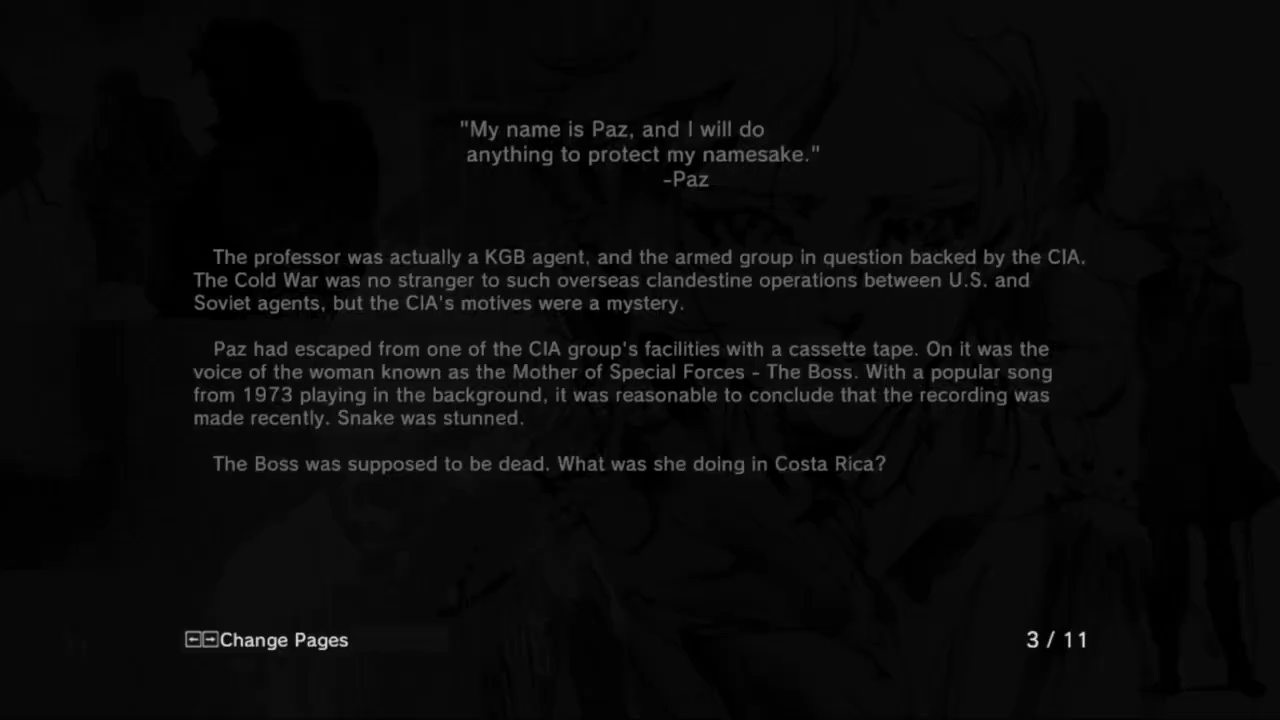 "My name is Paz, and I will do
anything to protect my namesake."
-Paz
The professor was actually a KGB agent, and the armed group in question backed by the CIA.
The Cold War was no stranger to such overseas clandestine operations between U.S. and
Soviet agents, but the CIA's motives were a mystery.
Paz had escaped from one of the CIA group's facilities with a cassette tape. On it was the
voice of the woman known as the Mother of Special Forces - The Boss. With a popular song
from 1973 playing in the background, it was reasonable to conclude that the recording was
made recently. Snake was stunned.
The Boss was supposed to be dead. What was she doing in Costa Rica?
←→Change Pages
3 / 11